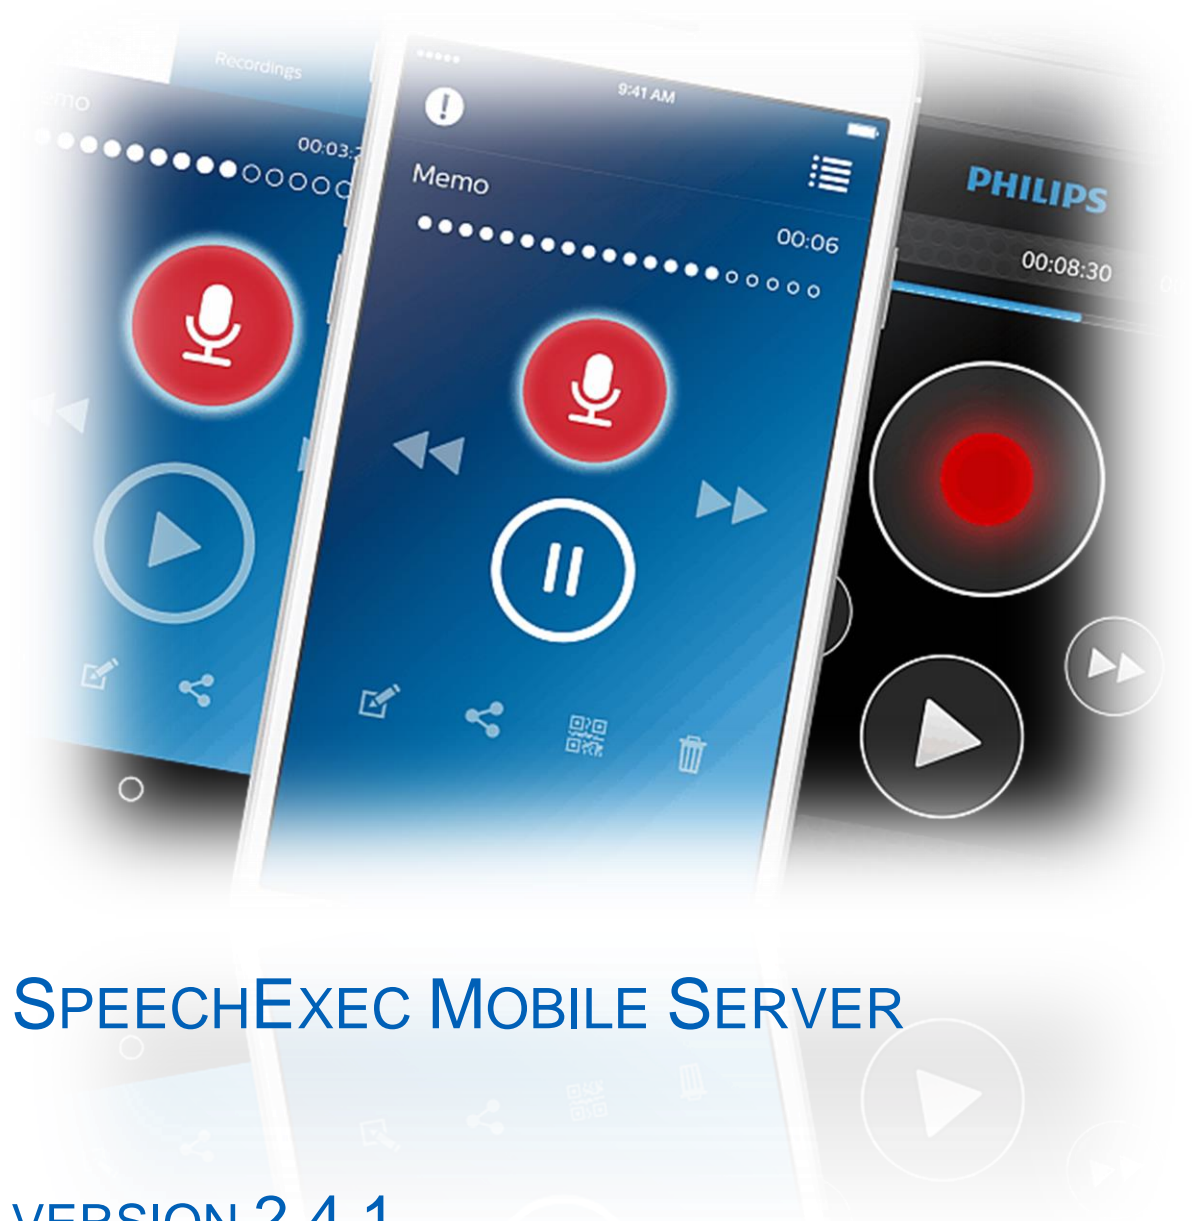 Recordings
9:41 AM
00:03:2
Memo
00:06
PHILIPS
00:08:30
SPEECHEXEC MOBILE SERVER
VERSION 2.4.1